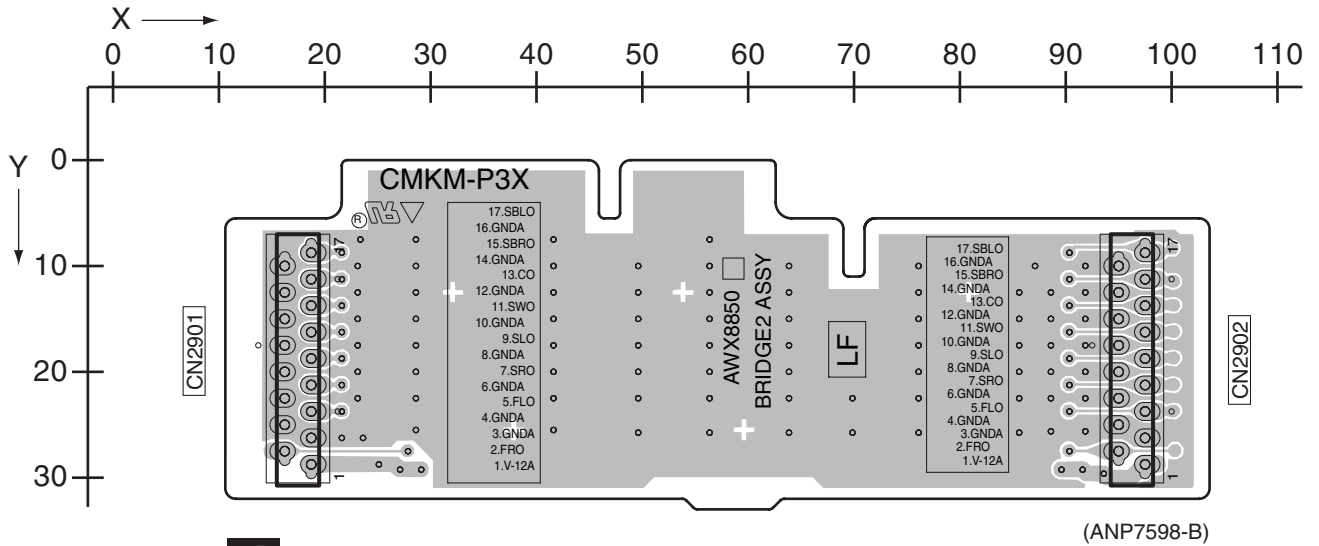 X
0 10 20 30 40 50 60 70 80 90 100 110
Y
0
10
20
30
CMKM-P3X
R
17.SBLO
16.GNDA
15.SBRO
14.GNDA
13.CO
12.GNDA
11.SWO
10.GNDA
9.SLO
8.GNDA
7.SRO
6.GNDA
5.FLO
4.GNDA
3.GNDA
2.FRO
1.V-12A
17
1
CN2901
AWX8850
BRIDGE2 ASSY
LF
17.SBLO
16.GNDA
15.SBRO
14.GNDA
13.CO
12.GNDA
11.SWO
10.GNDA
9.SLO
8.GNDA
7.SRO
6.GNDA
5.FLO
4.GNDA
3.GNDA
2.FRO
1.V-12A
17
1
CN2902
(ANP7598-B)